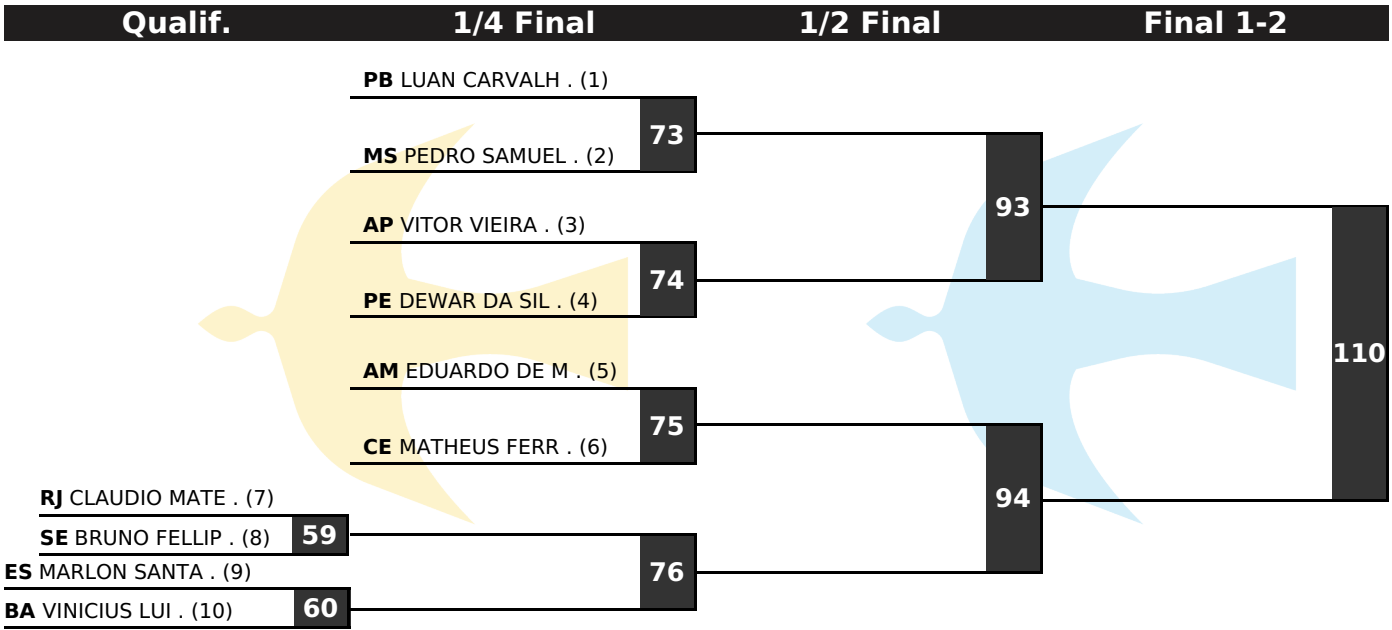 Qualif. 1/4 Final 1/2 Final Final 1-2
PB LUAN CARVALH . (1)
73
MS PEDRO SAMUEL . (2)
93
AP VITOR VIEIRA . (3)
74
PE DEWAR DA SIL . (4)
110
AM EDUARDO DE M . (5)
75
CE MATHEUS FERR . (6)
94
RJ CLAUDIO MATE . (7)
59
SE BRUNO FELLIP . (8)
76
ES MARLON SANTA . (9)
60
BA VINICIUS LUI . (10)